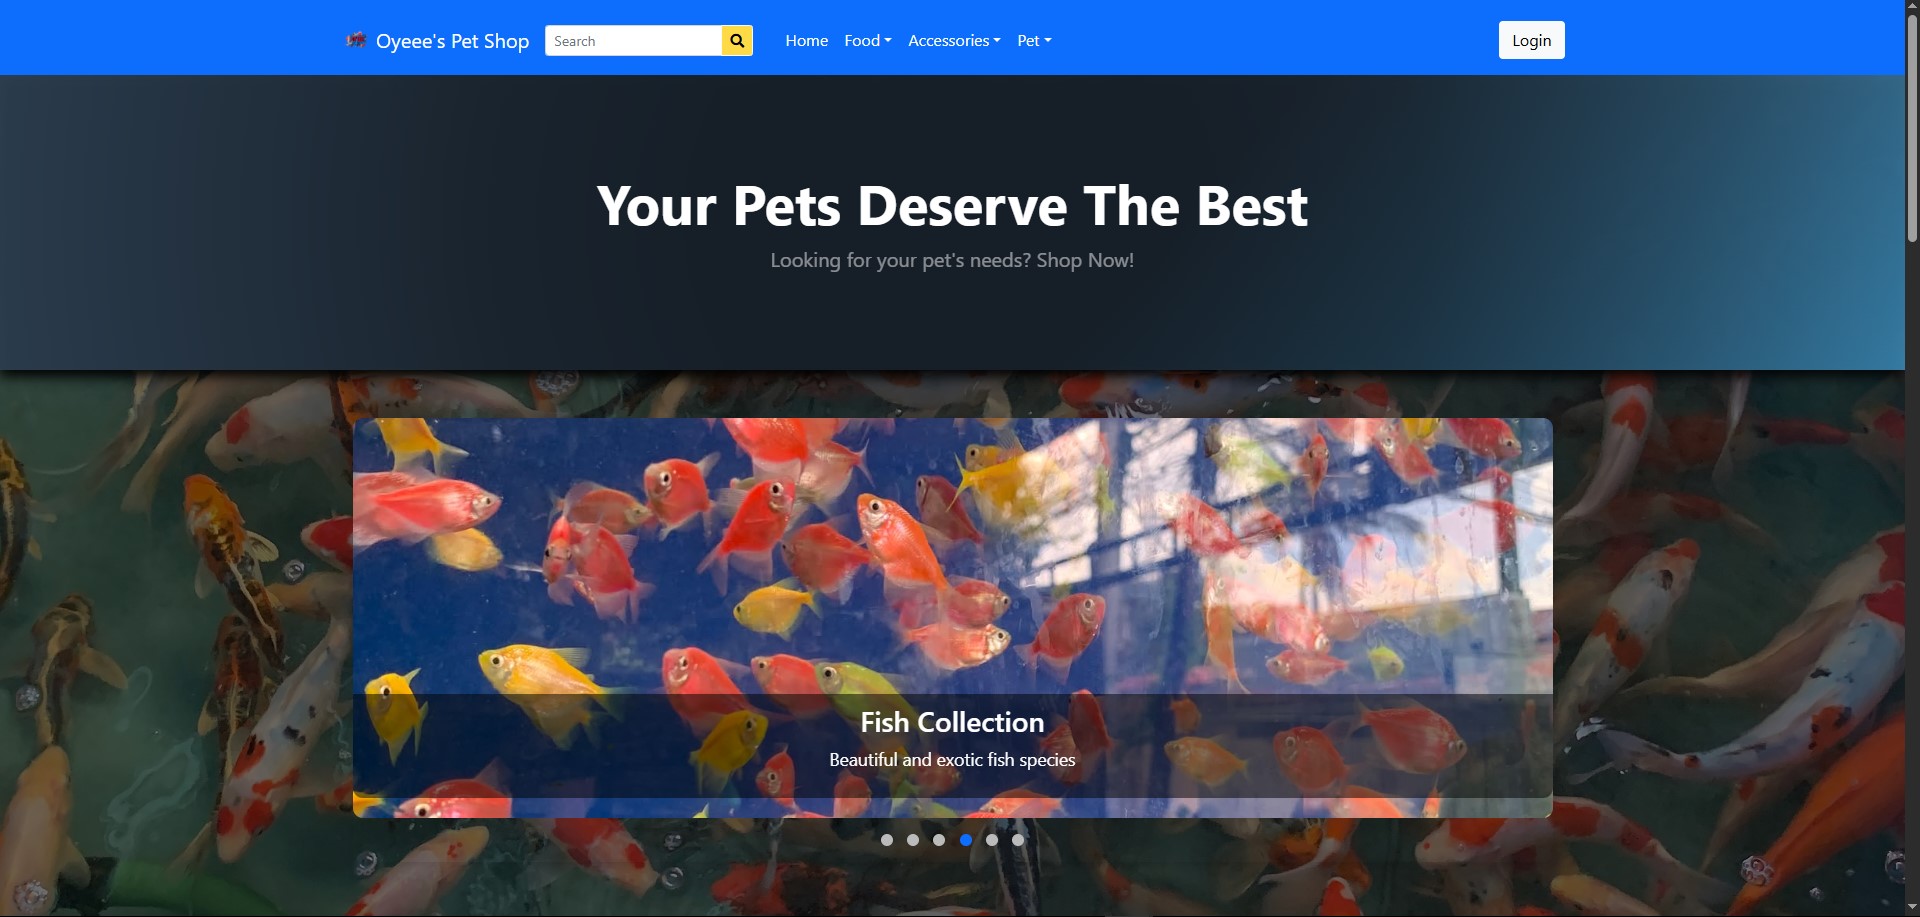 Oyeee's Pet Shop
Search
Home
Food
Accessories
Pet
Login
Your Pets Deserve The Best
Looking for your pet's needs? Shop Now!
Fish Collection
Beautiful and exotic fish species